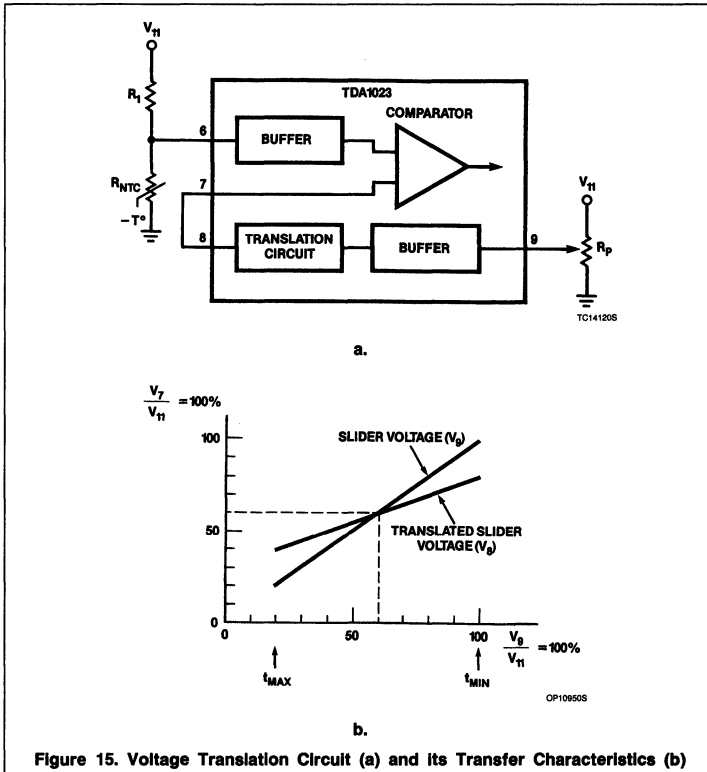 V11
R1
RNTC
–T°
6
7
8
TDA1023
BUFFER
COMPARATOR
TRANSLATION
CIRCUIT
BUFFER
9
V11
RP
TC14120S
a.
V7
V11
=100%
100
50
0
SLIDER VOLTAGE (V9)
TRANSLATED SLIDER
VOLTAGE (V8)
0
50
100
V9
V11
=100%
tMAX
tMIN
OP10950S
b.
Figure 15. Voltage Translation Circuit (a) and its Transfer Characteristics (b)